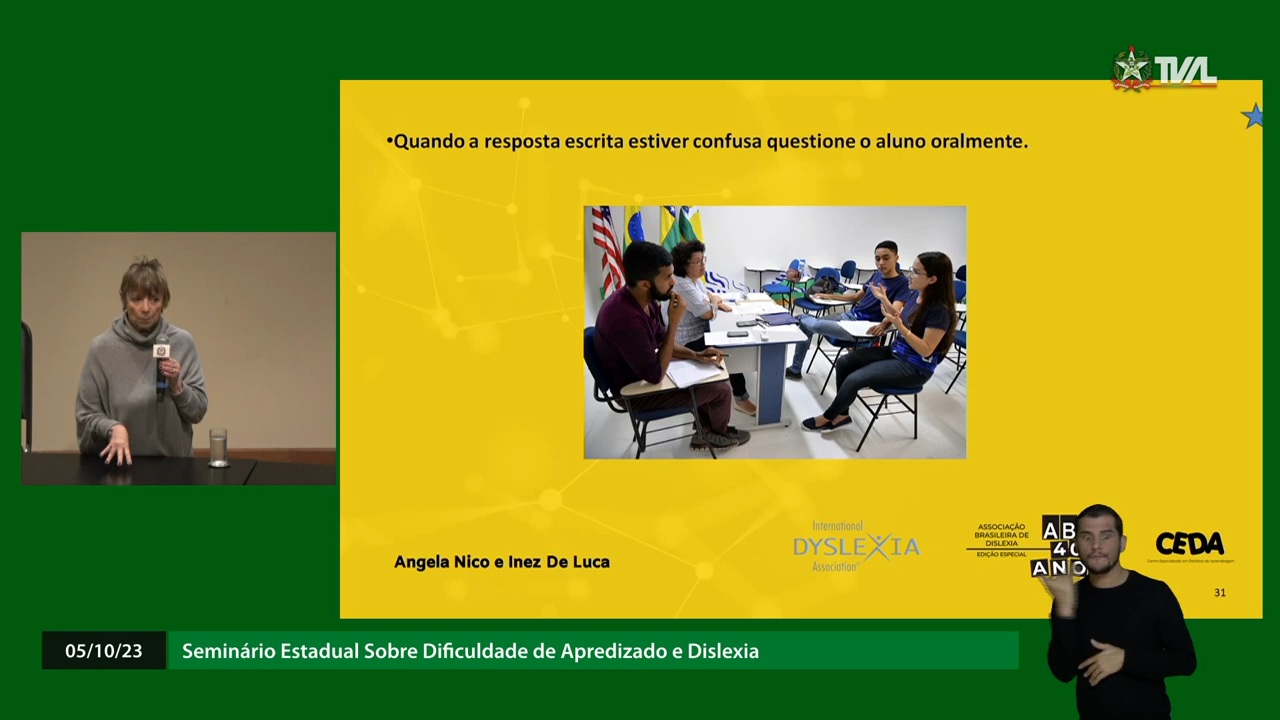 TVAL
•Quando a resposta escrita estiver confusa questione o aluno oralmente.
International
DYSLEXIA
Association
ASSOCIAÇÃO
BRASILEIRA DE
DISLEXIA
EDIÇÃO ESPECIAL
AB
40
ANO
CEDA
Angela Nico e Inez De Luca
31
05/10/23
Seminário Estadual Sobre Dificuldade de Apredizado e Dislexia